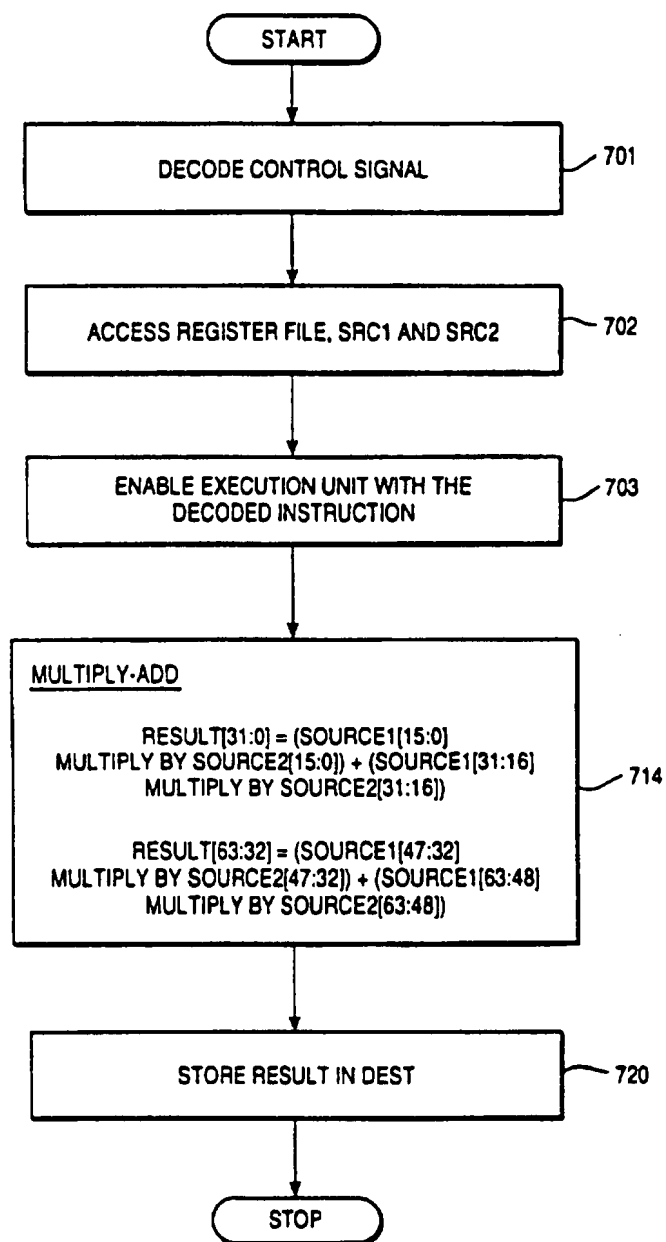 START
DECODE CONTROL SIGNAL
701
ACCESS REGISTER FILE, SRC1 AND SRC2
702
ENABLE EXECUTION UNIT WITH THE
DECODED INSTRUCTION
703
MULTIPLY-ADD
RESULT[31:0] = (SOURCE1[15:0]
MULTIPLY BY SOURCE2[15:0]) + (SOURCE1[31:16]
MULTIPLY BY SOURCE2[31:16])
RESULT[63:32] = (SOURCE1[47:32]
MULTIPLY BY SOURCE2[47:32]) + (SOURCE1[63:48]
MULTIPLY BY SOURCE2[63:48])
714
STORE RESULT IN DEST
720
STOP